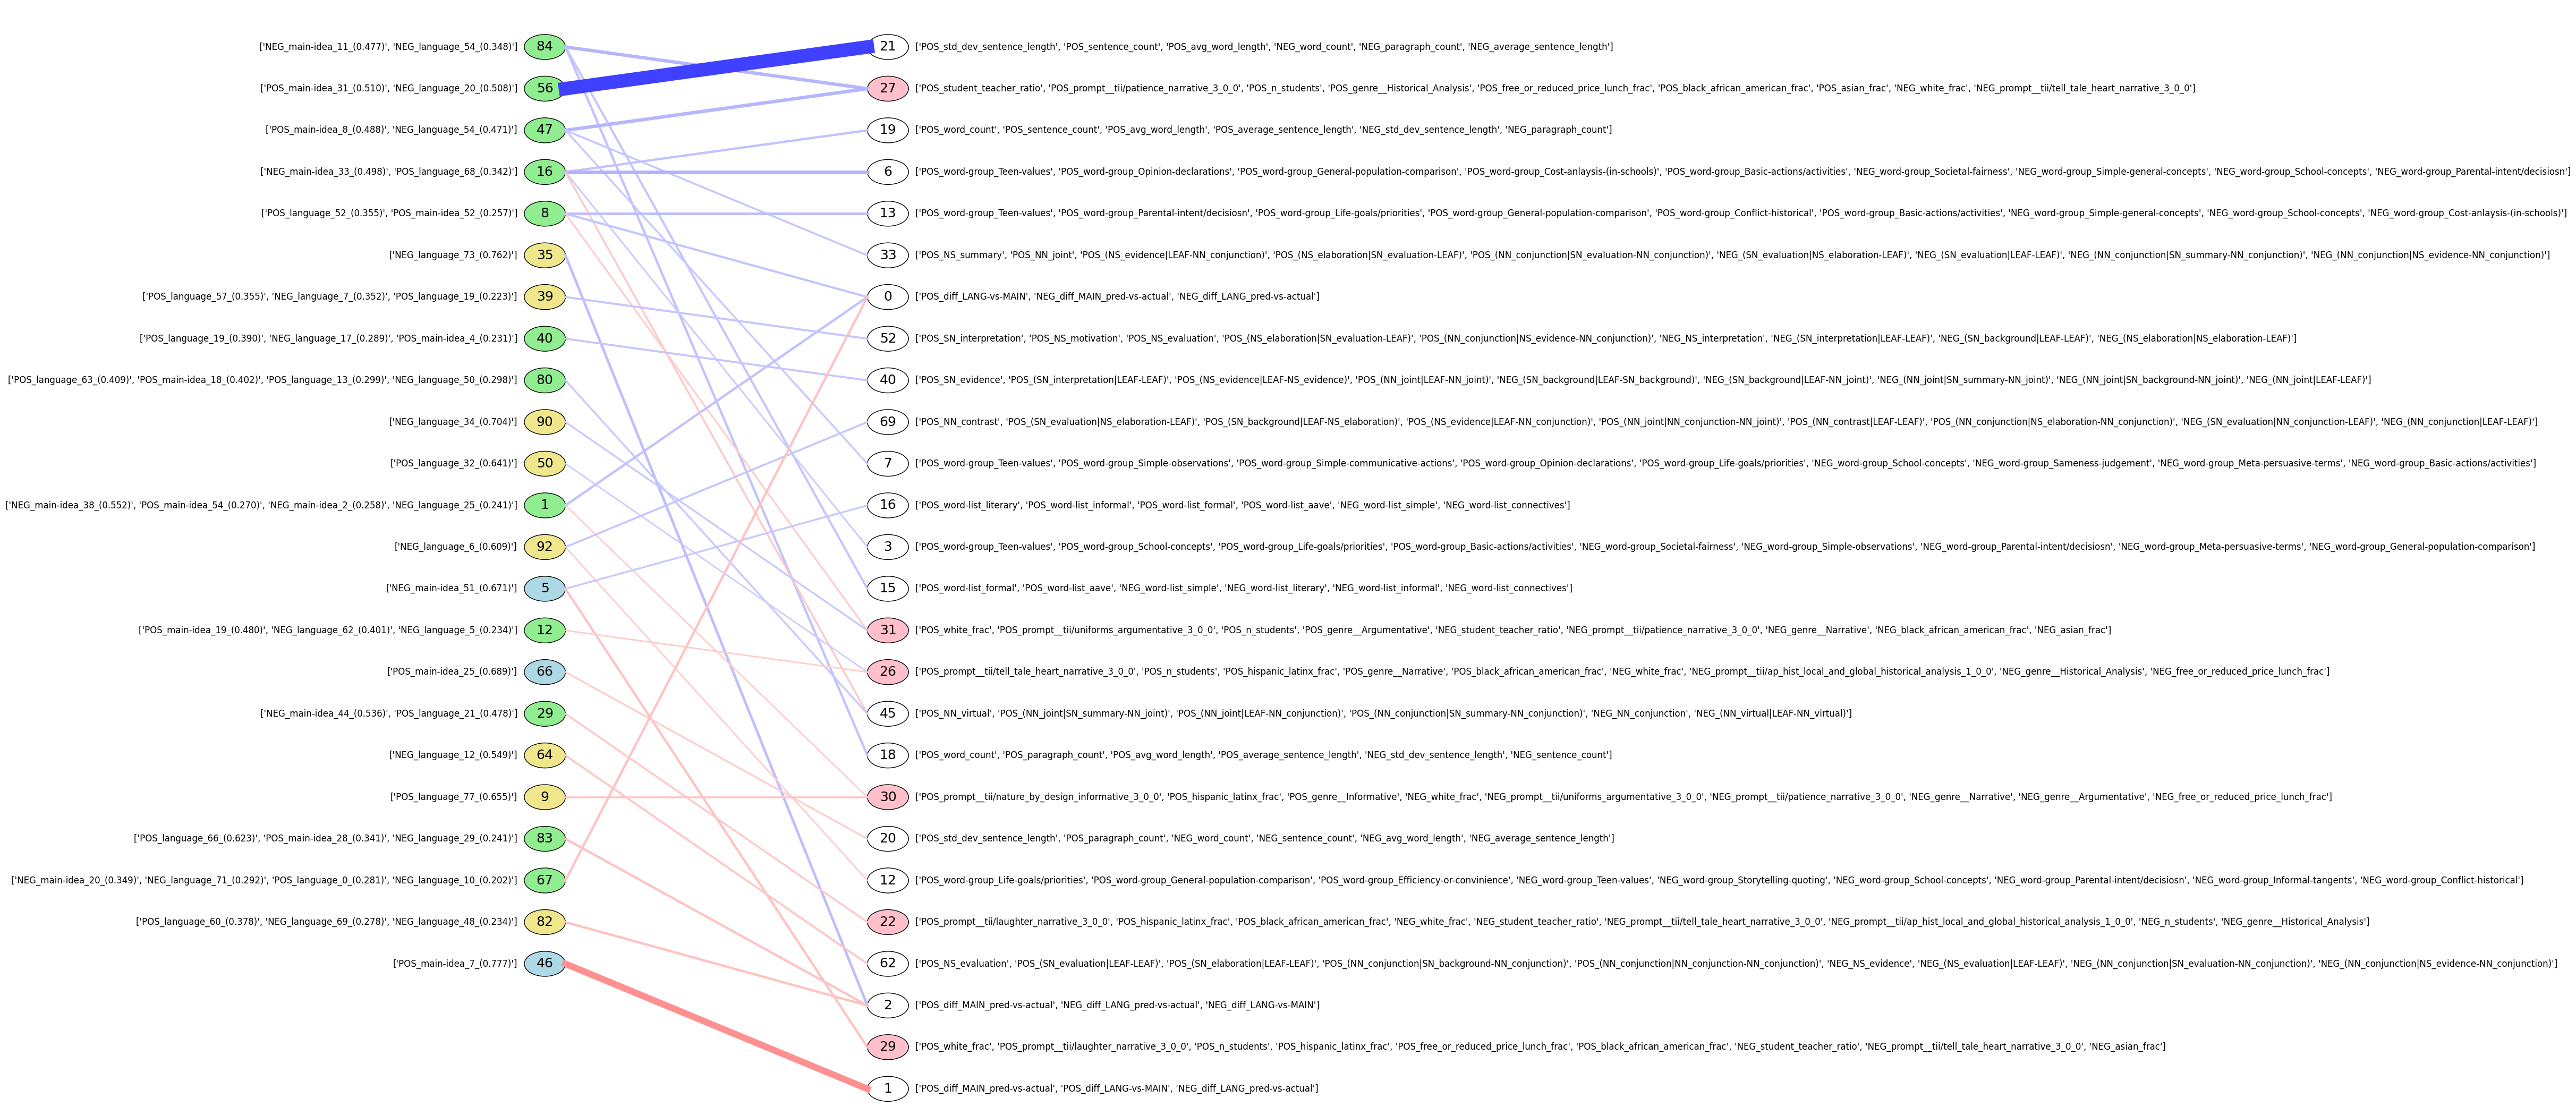 ['NEG_main-idea_11_(0.477)', 'NEG_language_54_(0.348)'] 84 21 ['POS_std_dev_sentence_length', 'POS_sentence_count', 'POS_avg_word_length', 'NEG_word_count', 'NEG_paragraph_count', 'NEG_average_sentence_length']
['POS_main-idea_31_(0.510)', 'NEG_language_20_(0.508)'] 56 27 ['POS_student_teacher_ratio', 'POS_prompt__tii/patience_narrative_3_0_0', 'POS_n_students', 'POS_genre__Historical_Analysis', 'POS_free_or_reduced_price_lunch_frac', 'POS_black_african_american_frac', 'POS_asian_frac', 'NEG_white_frac', 'NEG_prompt__tii/tell_tale_heart_narrative_3_0_0']
['POS_main-idea_8_(0.488)', 'NEG_language_54_(0.471)'] 47 19 ['POS_word_count', 'POS_sentence_count', 'POS_avg_word_length', 'POS_average_sentence_length', 'NEG_std_dev_sentence_length', 'NEG_paragraph_count']
['NEG_main-idea_33_(0.498)', 'POS_language_68_(0.342)'] 16 6 ['POS_word-group_Teen-values', 'POS_word-group_Opinion-declarations', 'POS_word-group_General-population-comparison', 'POS_word-group_Cost-anlaysis-(in-schools)', 'POS_word-group_Basic-actions/activities', 'NEG_word-group_Societal-fairness', 'NEG_word-group_Simple-general-concepts', 'NEG_word-group_School-concepts', 'NEG_word-group_Parental-intent/decisiosn']
['POS_language_52_(0.355)', 'POS_main-idea_52_(0.257)'] 8 13 ['POS_word-group_Teen-values', 'POS_word-group_Parental-intent/decisiosn', 'POS_word-group_Life-goals/priorities', 'POS_word-group_General-population-comparison', 'POS_word-group_Conflict-historical', 'POS_word-group_Basic-actions/activities', 'NEG_word-group_Simple-general-concepts', 'NEG_word-group_School-concepts', 'NEG_word-group_Cost-anlaysis-(in-schools)']
['NEG_language_73_(0.762)'] 35 33 ['POS_NS_summary', 'POS_NN_joint', 'POS_(NS_evidence|LEAF-NN_conjunction)', 'POS_(NS_elaboration|SN_evaluation-LEAF)', 'POS_(NN_conjunction|SN_evaluation-NN_conjunction)', 'NEG_(SN_evaluation|NS_elaboration-LEAF)', 'NEG_(SN_evaluation|LEAF-LEAF)', 'NEG_(NN_conjunction|SN_summary-NN_conjunction)', 'NEG_(NN_conjunction|NS_evidence-NN_conjunction)']
['POS_language_57_(0.355)', 'NEG_language_7_(0.352)', 'POS_language_19_(0.223)'] 39 0 ['POS_diff_LANG-vs-MAIN', 'NEG_diff_MAIN_pred-vs-actual', 'NEG_diff_LANG_pred-vs-actual']
['POS_language_19_(0.390)', 'NEG_language_17_(0.289)', 'POS_main-idea_4_(0.231)'] 40 52 ['POS_SN_interpretation', 'POS_NS_motivation', 'POS_NS_evaluation', 'POS_(NS_elaboration|SN_evaluation-LEAF)', 'POS_(NN_conjunction|NS_evidence-NN_conjunction)', 'NEG_NS_interpretation', 'NEG_(SN_interpretation|LEAF-LEAF)', 'NEG_(SN_background|LEAF-LEAF)', 'NEG_(NS_elaboration|NS_elaboration-LEAF)']
['POS_language_63_(0.409)', 'POS_main-idea_18_(0.402)', 'POS_language_13_(0.299)', 'NEG_language_50_(0.298)'] 80 40 ['POS_SN_evidence', 'POS_(SN_interpretation|LEAF-LEAF)', 'POS_(NS_evidence|LEAF-NS_evidence)', 'POS_(NN_joint|LEAF-NN_joint)', 'NEG_(SN_background|LEAF-SN_background)', 'NEG_(SN_background|LEAF-NN_joint)', 'NEG_(NN_joint|SN_summary-NN_joint)', 'NEG_(NN_joint|SN_background-NN_joint)', 'NEG_(NN_joint|LEAF-LEAF)']
['NEG_language_34_(0.704)'] 90 69 ['POS_NN_contrast', 'POS_(SN_evaluation|NS_elaboration-LEAF)', 'POS_(SN_background|LEAF-NS_elaboration)', 'POS_(NS_evidence|LEAF-NN_conjunction)', 'POS_(NN_joint|NN_conjunction-NN_joint)', 'POS_(NN_contrast|LEAF-LEAF)', 'POS_(NN_conjunction|NS_elaboration-NN_conjunction)', 'NEG_(SN_evaluation|NN_conjunction-LEAF)', 'NEG_(NN_conjunction|LEAF-LEAF)']
['POS_language_32_(0.641)'] 50 7 ['POS_word-group_Teen-values', 'POS_word-group_Simple-observations', 'POS_word-group_Simple-communicative-actions', 'POS_word-group_Opinion-declarations', 'POS_word-group_Life-goals/priorities', 'NEG_word-group_School-concepts', 'NEG_word-group_Sameness-judgement', 'NEG_word-group_Meta-persuasive-terms', 'NEG_word-group_Basic-actions/activities']
['NEG_main-idea_38_(0.552)', 'POS_main-idea_54_(0.270)', 'NEG_main-idea_2_(0.258)', 'NEG_language_25_(0.241)'] 1 16 ['POS_word-list_literary', 'POS_word-list_informal', 'POS_word-list_formal', 'POS_word-list_aave', 'NEG_word-list_simple', 'NEG_word-list_connectives']
['NEG_language_6_(0.609)'] 92 3 ['POS_word-group_Teen-values', 'POS_word-group_School-concepts', 'POS_word-group_Life-goals/priorities', 'POS_word-group_Basic-actions/activities', 'NEG_word-group_Societal-fairness', 'NEG_word-group_Simple-observations', 'NEG_word-group_Parental-intent/decisiosn', 'NEG_word-group_Meta-persuasive-terms', 'NEG_word-group_General-population-comparison']
['NEG_main-idea_51_(0.671)'] 5 15 ['POS_word-list_formal', 'POS_word-list_aave', 'NEG_word-list_simple', 'NEG_word-list_literary', 'NEG_word-list_informal', 'NEG_word-list_connectives']
['POS_main-idea_19_(0.480)', 'NEG_language_62_(0.401)', 'NEG_language_5_(0.234)'] 12 31 ['POS_white_frac', 'POS_prompt__tii/uniforms_argumentative_3_0_0', 'POS_n_students', 'POS_genre__Argumentative', 'NEG_student_teacher_ratio', 'NEG_prompt__tii/patience_narrative_3_0_0', 'NEG_genre__Narrative', 'NEG_black_african_american_frac', 'NEG_asian_frac']
['POS_main-idea_25_(0.689)'] 66 26 ['POS_prompt__tii/tell_tale_heart_narrative_3_0_0', 'POS_n_students', 'POS_hispanic_latinx_frac', 'POS_genre__Narrative', 'POS_black_african_american_frac', 'NEG_white_frac', 'NEG_prompt__tii/ap_hist_local_and_global_historical_analysis_1_0_0', 'NEG_genre__Historical_Analysis', 'NEG_free_or_reduced_price_lunch_frac']
['NEG_main-idea_44_(0.536)', 'POS_language_21_(0.478)'] 29 45 ['POS_NN_virtual', 'POS_(NN_joint|SN_summary-NN_joint)', 'POS_(NN_joint|LEAF-NN_conjunction)', 'POS_(NN_conjunction|SN_summary-NN_conjunction)', 'NEG_NN_conjunction', 'NEG_(NN_virtual|LEAF-NN_virtual)']
['NEG_language_12_(0.549)'] 64 18 ['POS_word_count', 'POS_paragraph_count', 'POS_avg_word_length', 'POS_average_sentence_length', 'NEG_std_dev_sentence_length', 'NEG_sentence_count']
['POS_language_77_(0.655)'] 9 30 ['POS_prompt__tii/nature_by_design_informative_3_0_0', 'POS_hispanic_latinx_frac', 'POS_genre__Informative', 'NEG_white_frac', 'NEG_prompt__tii/uniforms_argumentative_3_0_0', 'NEG_prompt__tii/patience_narrative_3_0_0', 'NEG_genre__Narrative', 'NEG_genre__Argumentative', 'NEG_free_or_reduced_price_lunch_frac']
['POS_language_66_(0.623)', 'POS_main-idea_28_(0.341)', 'NEG_language_29_(0.241)'] 83 20 ['POS_std_dev_sentence_length', 'POS_paragraph_count', 'NEG_word_count', 'NEG_sentence_count', 'NEG_avg_word_length', 'NEG_average_sentence_length']
['NEG_main-idea_20_(0.349)', 'NEG_language_71_(0.292)', 'POS_language_0_(0.281)', 'NEG_language_10_(0.202)'] 67 12 ['POS_word-group_Life-goals/priorities', 'POS_word-group_General-population-comparison', 'POS_word-group_Efficiency-or-convinience', 'NEG_word-group_Teen-values', 'NEG_word-group_Storytelling-quoting', 'NEG_word-group_School-concepts', 'NEG_word-group_Parental-intent/decisiosn', 'NEG_word-group_Informal-tangents', 'NEG_word-group_Conflict-historical']
['POS_language_60_(0.378)', 'NEG_language_69_(0.278)', 'NEG_language_48_(0.234)'] 82 22 ['POS_prompt__tii/laughter_narrative_3_0_0', 'POS_hispanic_latinx_frac', 'POS_black_african_american_frac', 'NEG_white_frac', 'NEG_student_teacher_ratio', 'NEG_prompt__tii/tell_tale_heart_narrative_3_0_0', 'NEG_prompt__tii/ap_hist_local_and_global_historical_analysis_1_0_0', 'NEG_n_students', 'NEG_genre__Historical_Analysis']
['POS_main-idea_7_(0.777)'] 46 62 ['POS_NS_evaluation', 'POS_(SN_evaluation|LEAF-LEAF)', 'POS_(SN_elaboration|LEAF-LEAF)', 'POS_(NN_conjunction|SN_background-NN_conjunction)', 'POS_(NN_conjunction|NN_conjunction-NN_conjunction)', 'NEG_NS_evidence', 'NEG_(NS_evaluation|LEAF-LEAF)', 'NEG_(NN_conjunction|SN_evaluation-NN_conjunction)', 'NEG_(NN_conjunction|NS_evidence-NN_conjunction)']
2 ['POS_diff_MAIN_pred-vs-actual', 'NEG_diff_LANG_pred-vs-actual', 'NEG_diff_LANG-vs-MAIN']
29 ['POS_white_frac', 'POS_prompt__tii/laughter_narrative_3_0_0', 'POS_n_students', 'POS_hispanic_latinx_frac', 'POS_free_or_reduced_price_lunch_frac', 'POS_black_african_american_frac', 'NEG_student_teacher_ratio', 'NEG_prompt__tii/tell_tale_heart_narrative_3_0_0', 'NEG_asian_frac']
1 ['POS_diff_MAIN_pred-vs-actual', 'POS_diff_LANG-vs-MAIN', 'NEG_diff_LANG_pred-vs-actual']